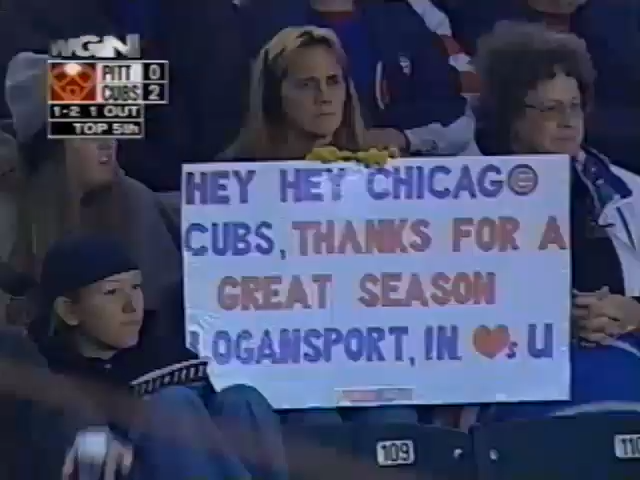 WGN
PITT 0
CUBS 2
1-2 1 OUT
TOP 5th
HEY HEY CHICAGO
CUBS, THANKS FOR A
GREAT SEASON
LOGANSPORT, IN. ♥s U
109
110